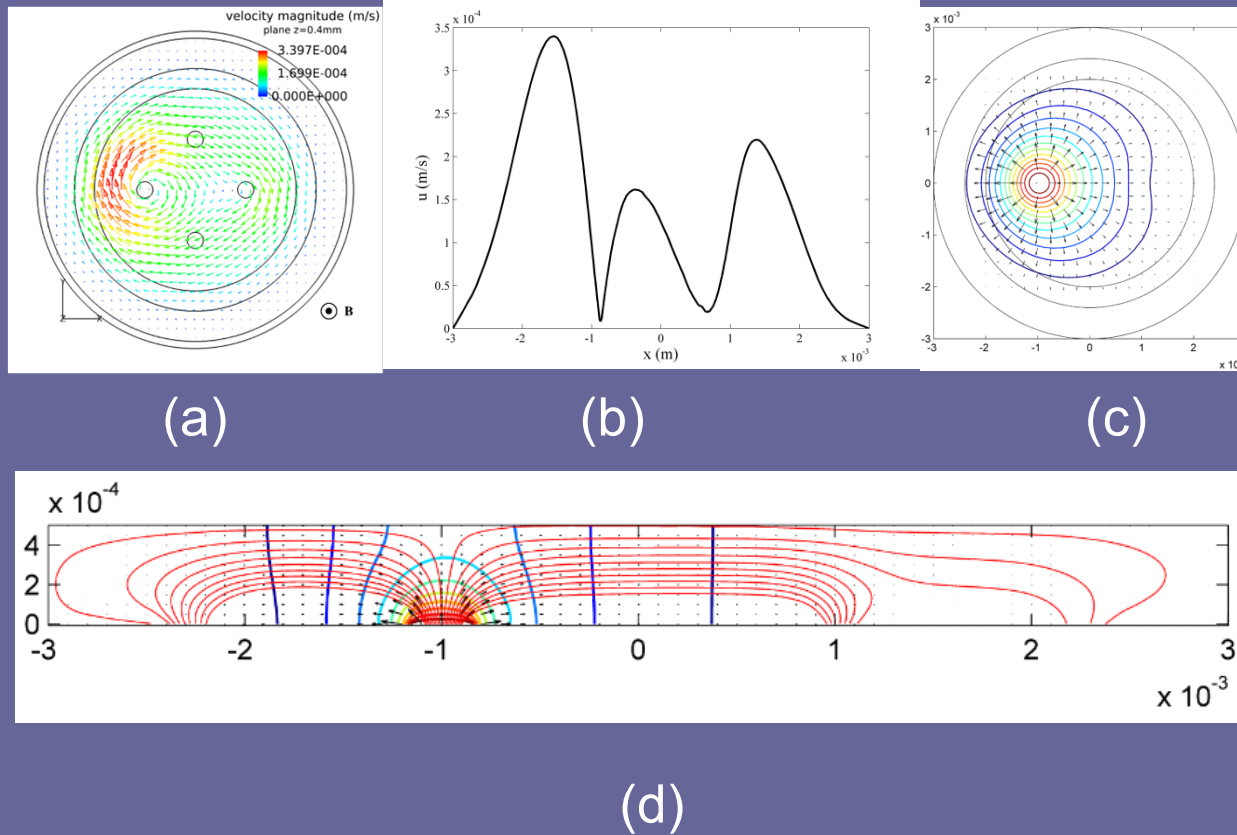 velocity magnitude (m/s)
plane z=0.4mm
3.397E-004
1.699E-004
0.000E+000
Y
Z
X
B
x 10⁻⁴
3.5
3
2.5
2
1.5
1
0.5
0
u (m/s)
-3 -2 -1 0 1 2 3
x (m)
x 10⁻³
x 10⁻³
3
2
1
0
-1
-2
-3
-3 -2 -1 0 1 2
(a) (b) (c)
x 10⁻⁴
4
2
0
-3 -2 -1 0 1 2 3
x 10⁻³
(d)